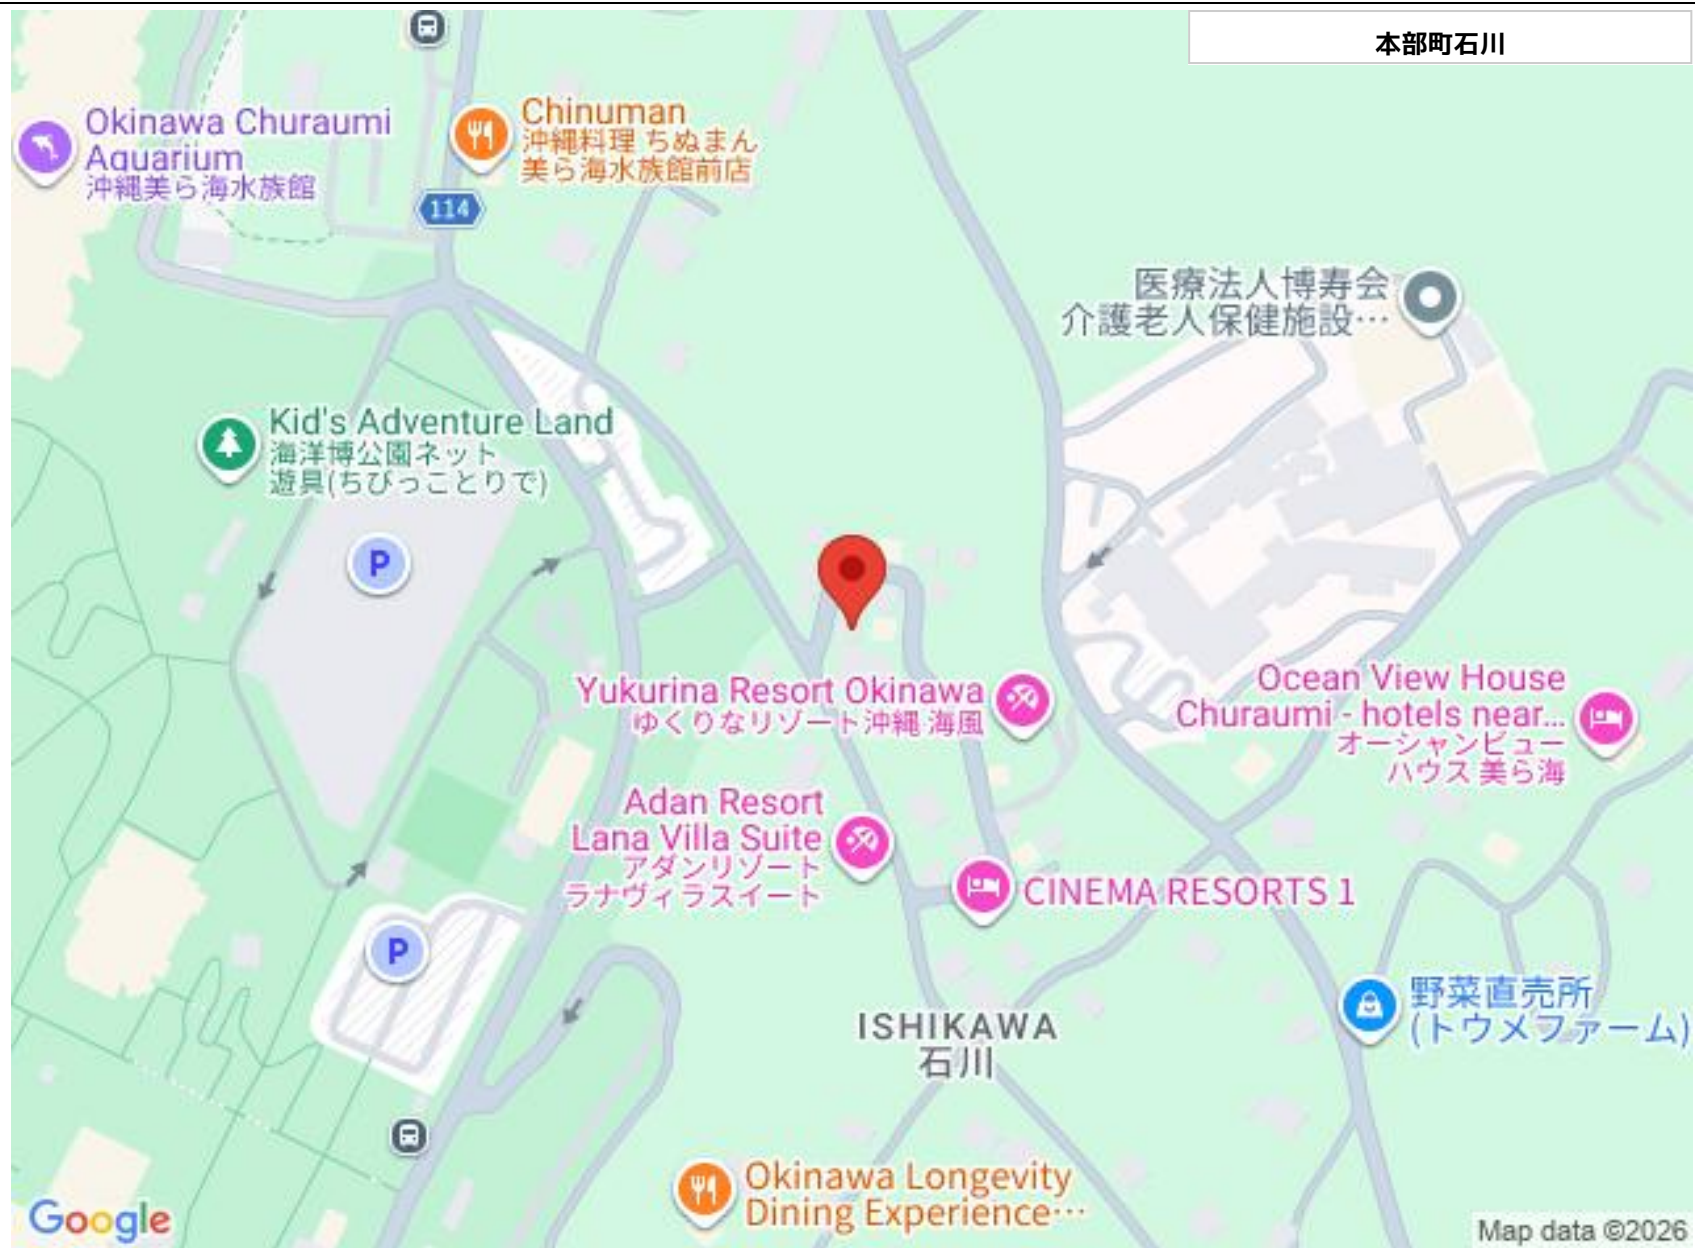 本部町石川
Okinawa Churaumi
Aquarium
沖縄美ら海水族館
Chinuman
沖縄料理 ちぬまん
美ら海水族館前店
114
医療法人博寿会
介護老人保健施設…
Kid's Adventure Land
海洋博公園ネット
遊具(ちびっことりで)
P
Yukurina Resort Okinawa
ゆくりなリゾート沖縄 海風
Ocean View House
Churaumi - hotels near...
オーシャンビュー
ハウス 美ら海
Adan Resort
Lana Villa Suite
アダンリゾート
ラナヴィラスイート
CINEMA RESORTS 1
P
野菜直売所
(トウメファーム)
ISHIKAWA
石川
Okinawa Longevity
Dining Experience…
Google
Map data ©2026